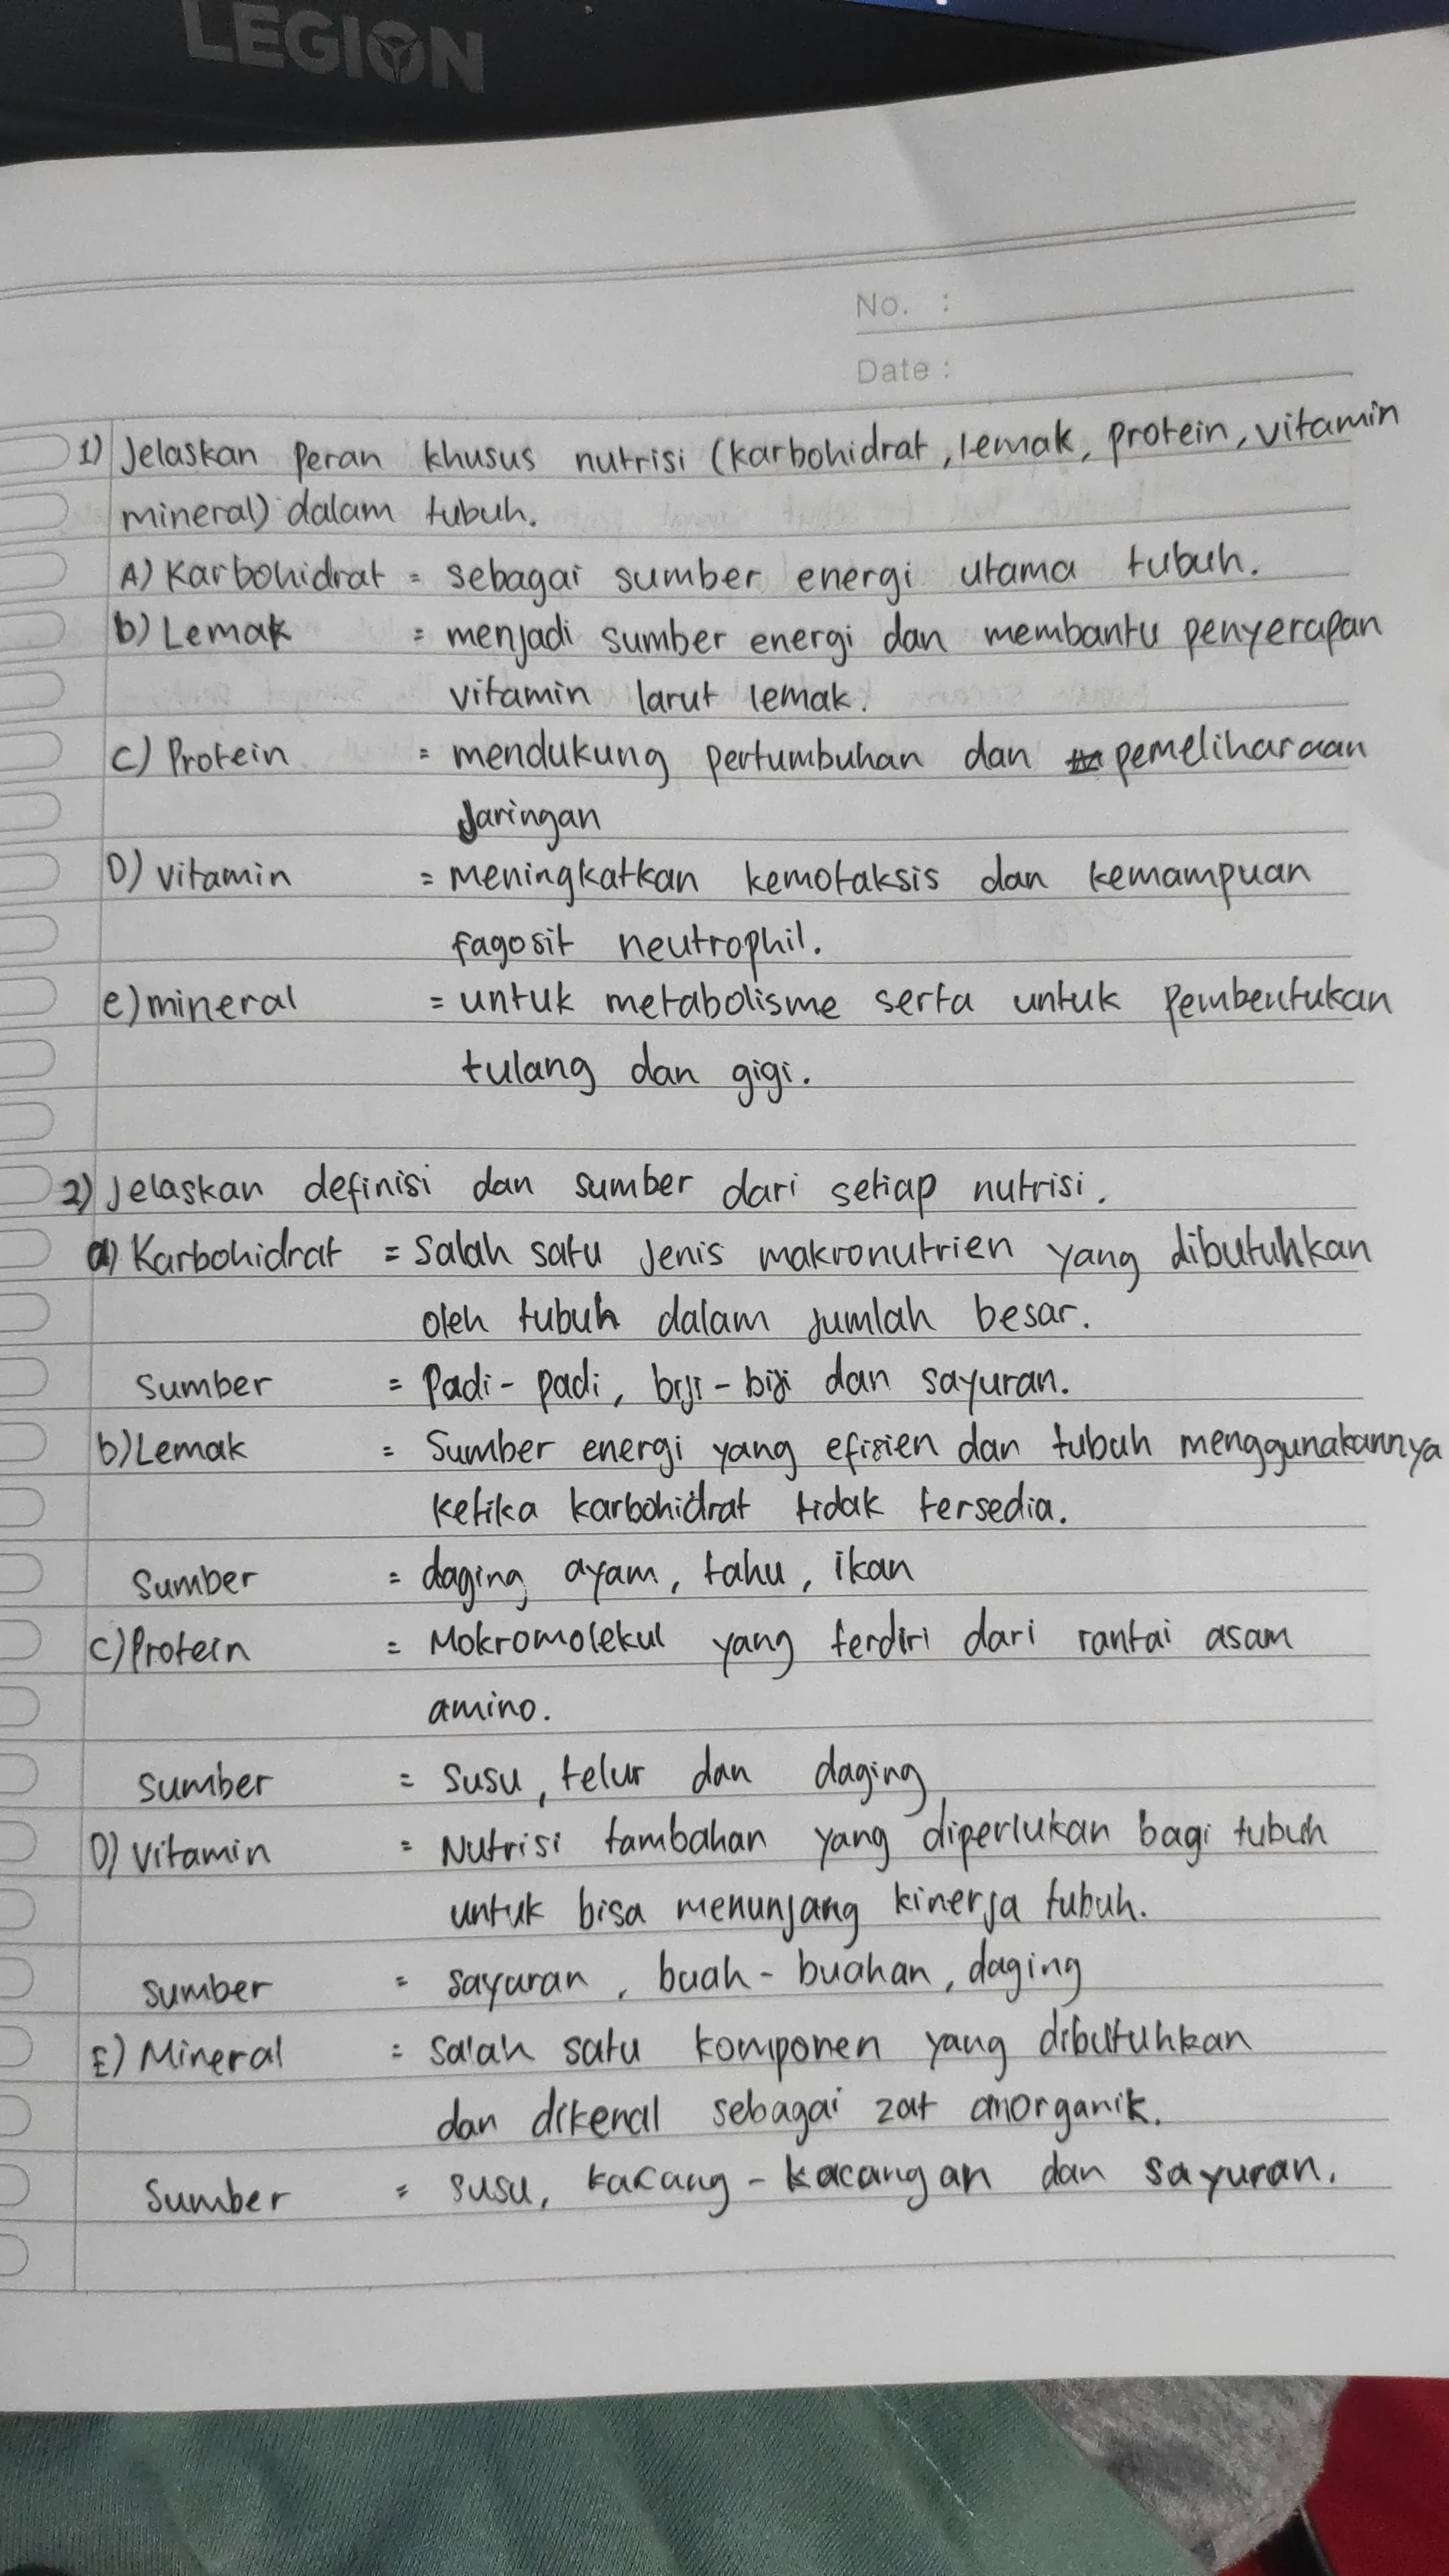 LEGION
No. :
Date :
1) Jelaskan peran khusus nutrisi (karbohidrat, lemak, protein, vitamin
mineral) dalam tubuh.
A) Karbohidrat = sebagai sumber energi utama tubuh.
b) Lemak = menjadi sumber energi dan membantu penyerapan
vitamin larut lemak.
c) Protein = mendukung pertumbuhan dan pemeliharaan
Jaringan
D) vitamin = meningkatkan kemotaksis dan kemampuan
fagosit neutrophil.
e) mineral = untuk metabolisme serta untuk pembentukan
tulang dan gigi.
2) Jelaskan definisi dan sumber dari setiap nutrisi.
a) Karbohidrat = Salah satu Jenis makronutrien yang dibutuhkan
oleh tubuh dalam jumlah besar.
Sumber = Padi - padi, biji - biji dan sayuran.
b) Lemak = Sumber energi yang efisien dan tubuh menggunakannya
ketika karbohidrat tidak tersedia.
Sumber = daging ayam, tahu, ikan
C) Protein = Mokromolekul yang terdiri dari rantai asam
amino.
sumber = susu, telur dan daging
D) Vitamin = Nutrisi tambahan yang diperlukan bagi tubuh
untuk bisa menunjang kinerja tubuh.
sumber = sayuran, buah - buahan, daging
E) Mineral = salah satu komponen yang dibutuhkan
dan dikenal sebagai zat anorganik.
Sumber = susu, kacang - kacangan dan sayuran.